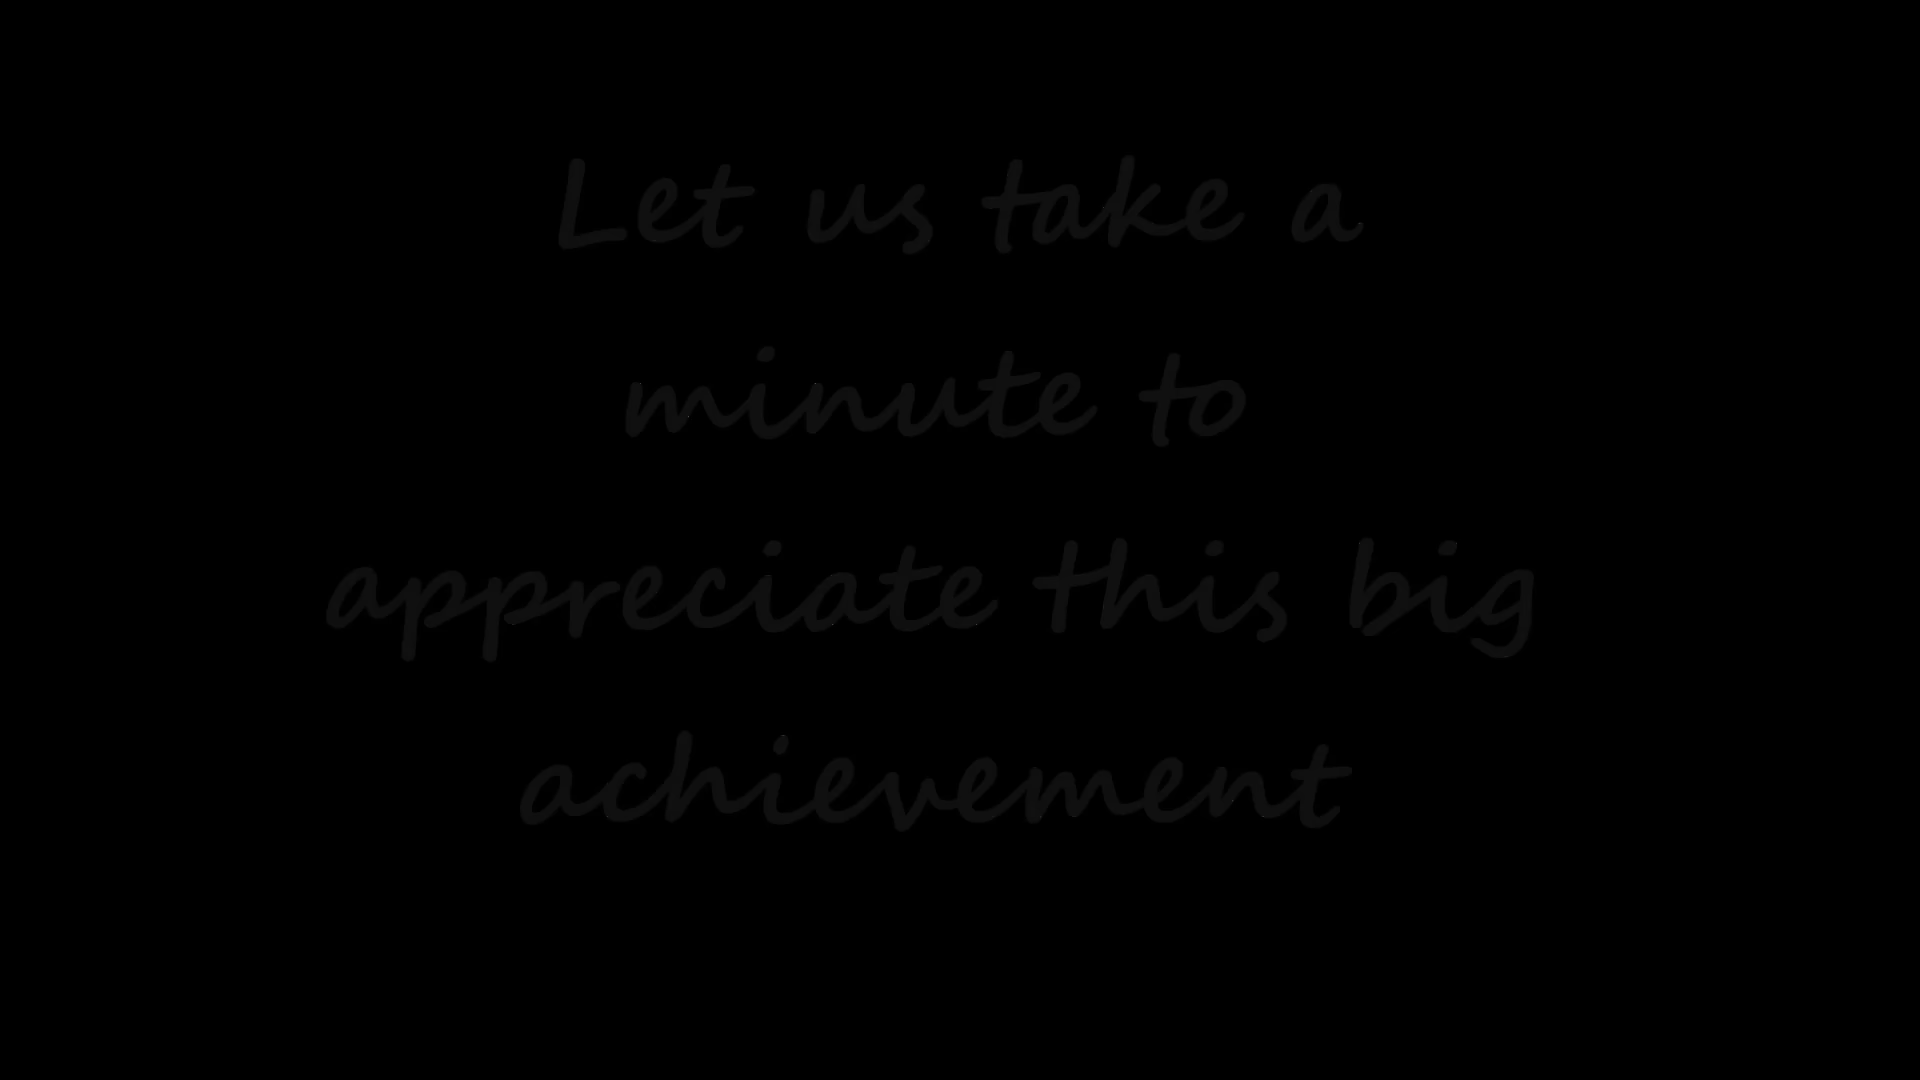 Let us take a
minute to
appreciate this big
achievement